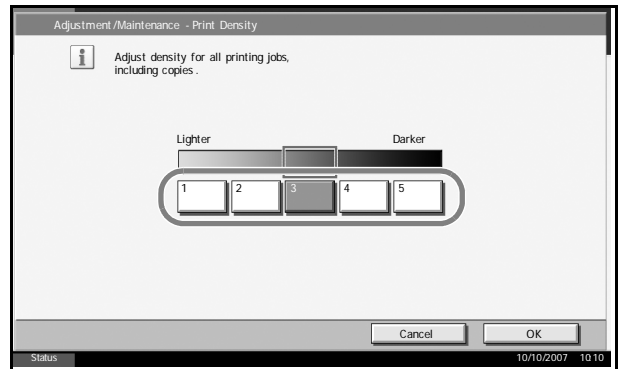 Adjustment/Maintenance - Print Density
i
Adjust density for all printing jobs,
including copies.
Lighter Darker
1 2 3 4 5
Cancel OK
Status 10/10/2007 10:10